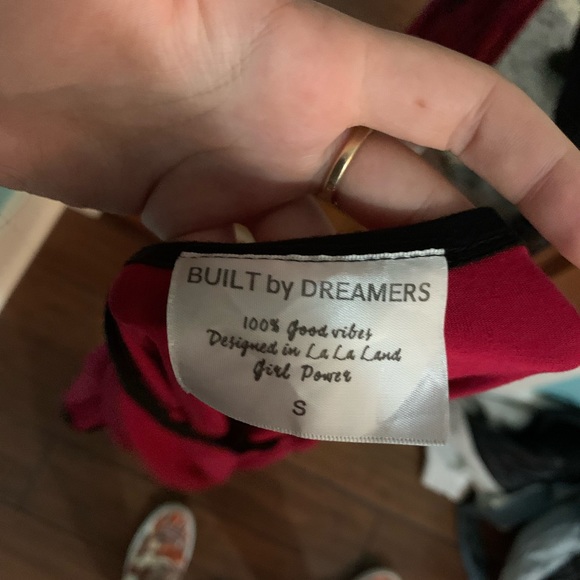 BUILT by DREAMERS
100% Good vibes
Designed in La La Land
Girl Power
S